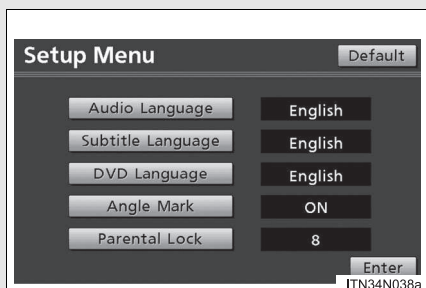 Setup Menu Default
Audio Language English
Subtitle Language English
DVD Language English
Angle Mark ON
Parental Lock 8
Enter
ITN34N038a